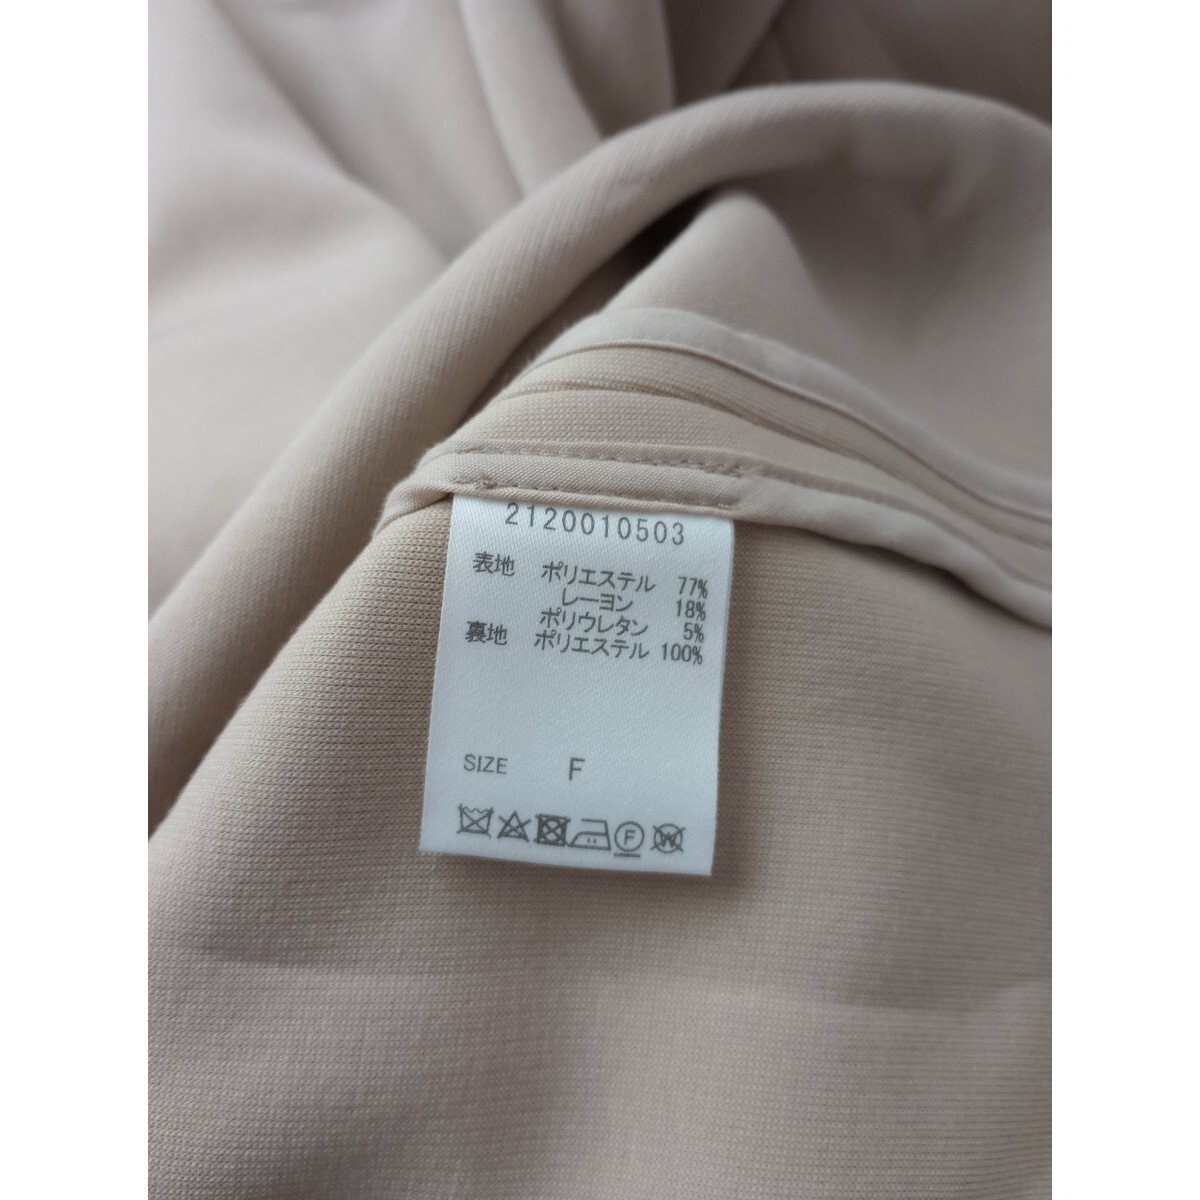 2120010503
表地 ポリエステル 77%
レーヨン 18%
ポリウレタン 5%
裏地 ポリエステル 100%
SIZE F
F W